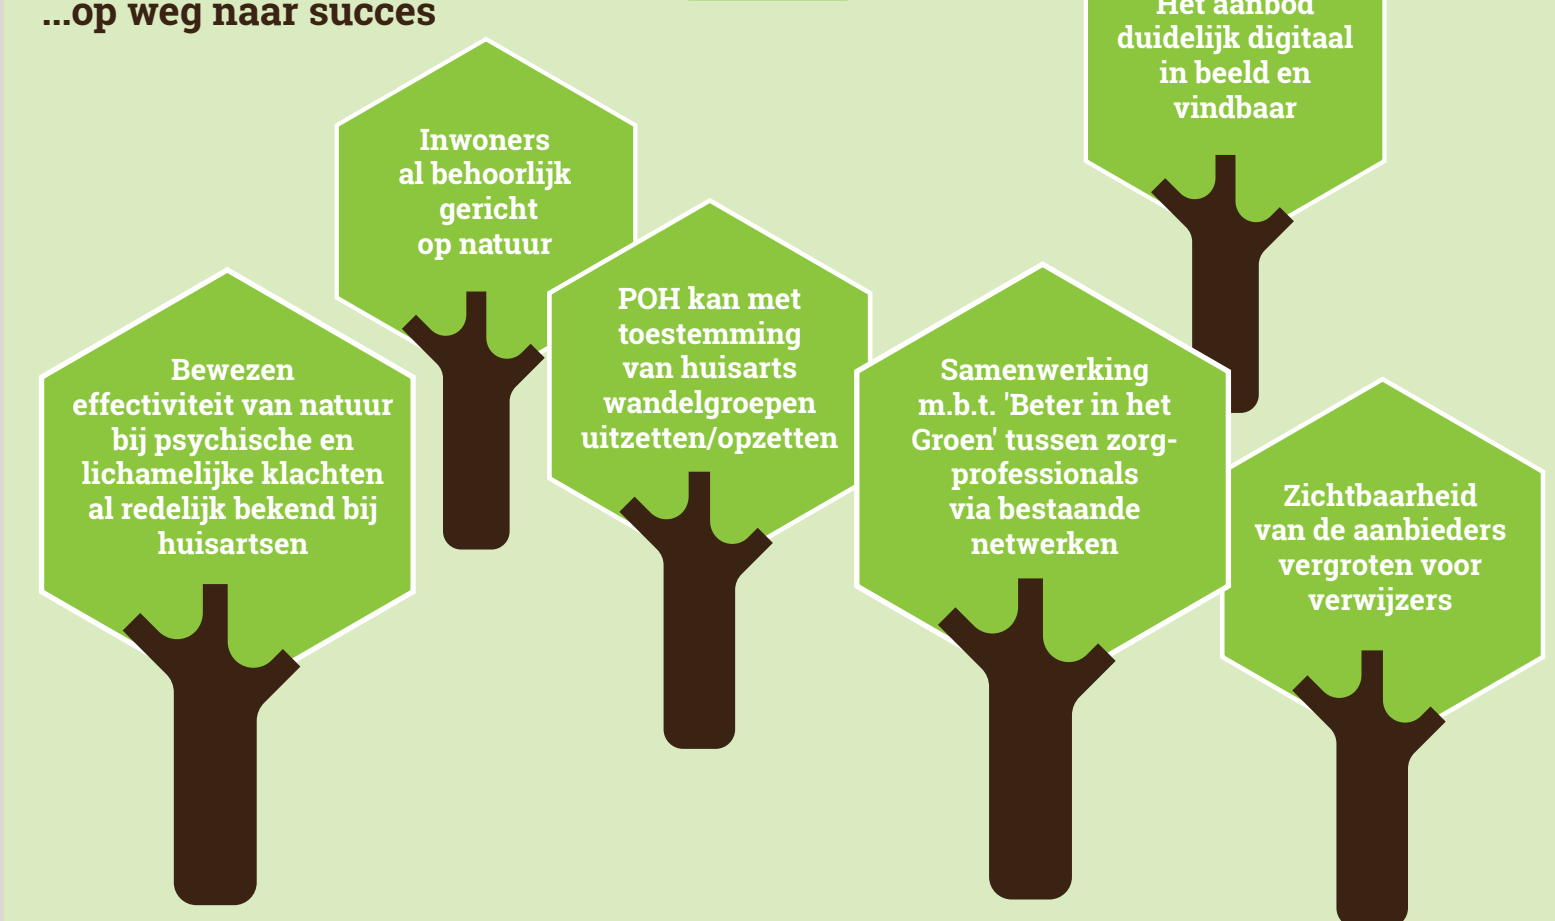 ...op weg naar succes
Het aanbod
duidelijk digitaal
in beeld en
vindbaar
Inwoners
al behoorlijk
gericht
op natuur
POH kan met
toestemming
van huisarts
wandelgroepen
uitzetten/opzetten
Bewezen
effectiviteit van natuur
bij psychische en
lichamelijke klachten
al redelijk bekend bij
huisartsen
Samenwerking
m.b.t. 'Beter in het
Groen' tussen zorg-
professionals
via bestaande
netwerken
Zichtbaarheid
van de aanbieders
vergroten voor
verwijzers